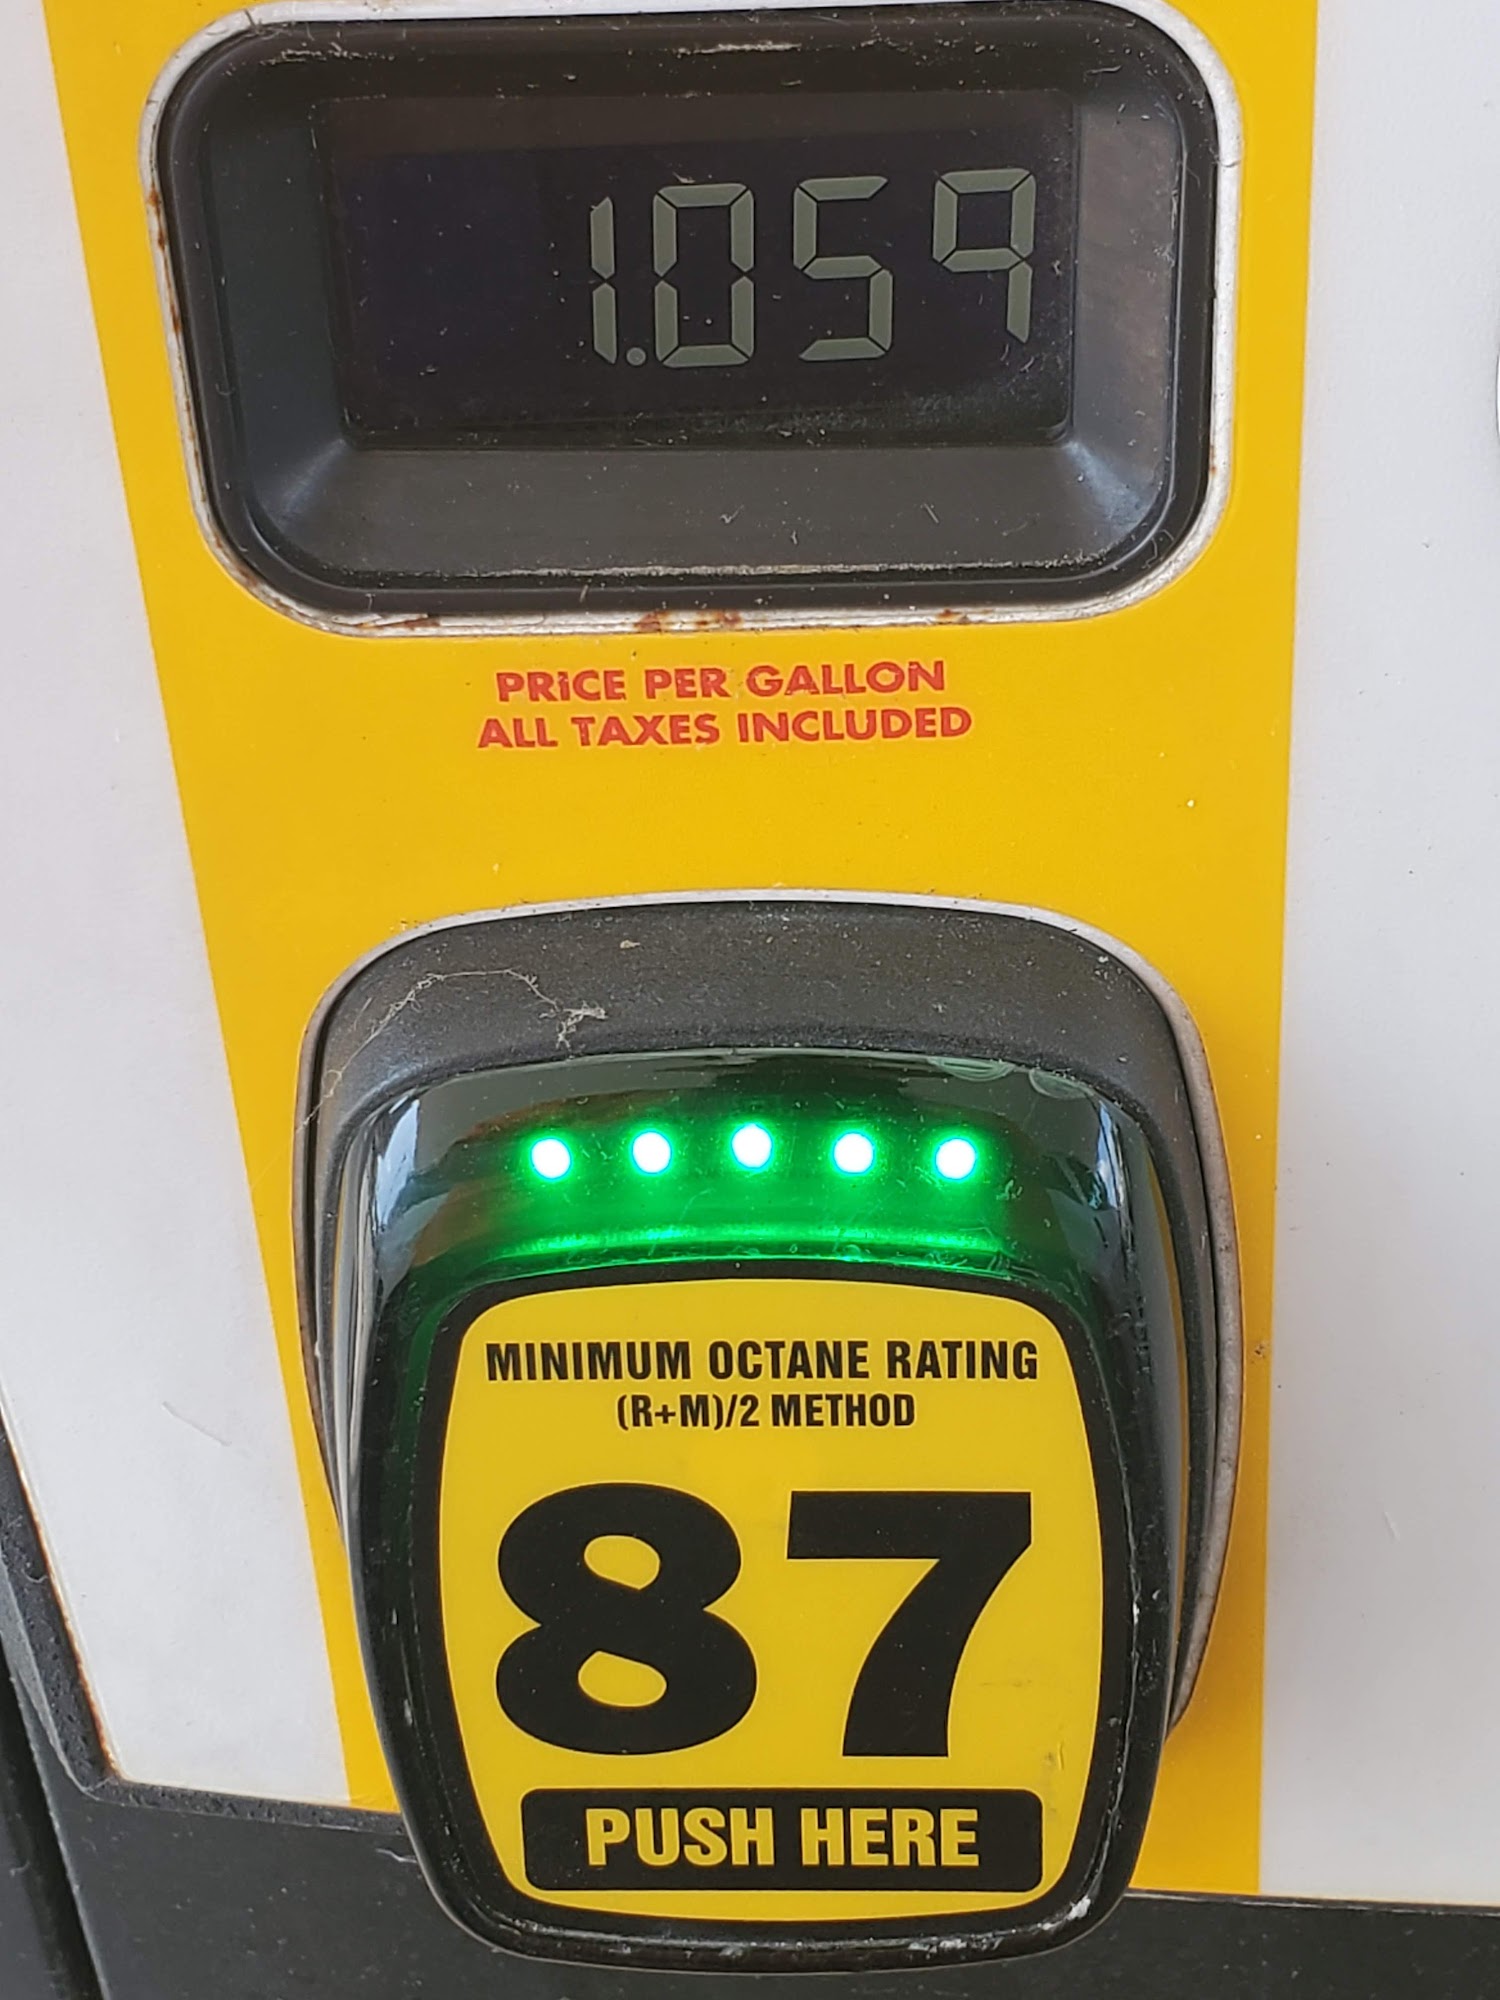 1.059
PRICE PER GALLON
ALL TAXES INCLUDED
MINIMUM OCTANE RATING
(R+M)/2 METHOD
87
PUSH HERE